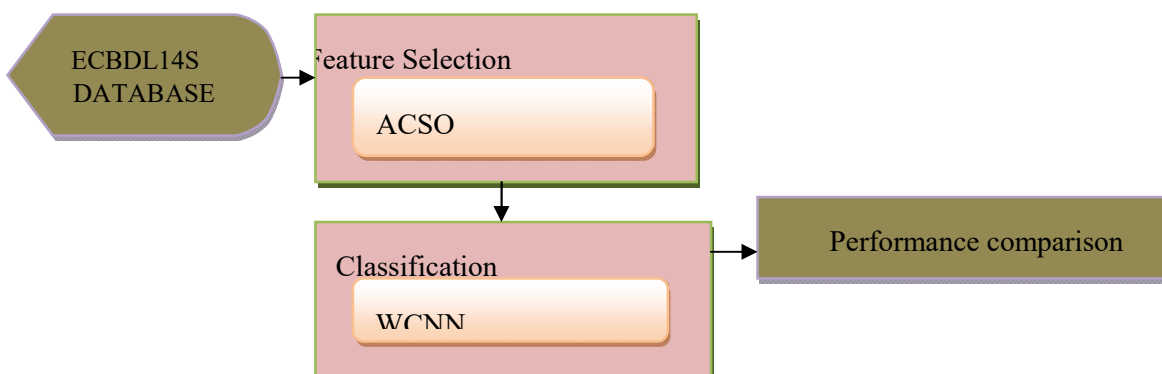 ECBDL14S
DATABASE
Feature Selection
ACSO
Classification
WCNN
Performance comparison